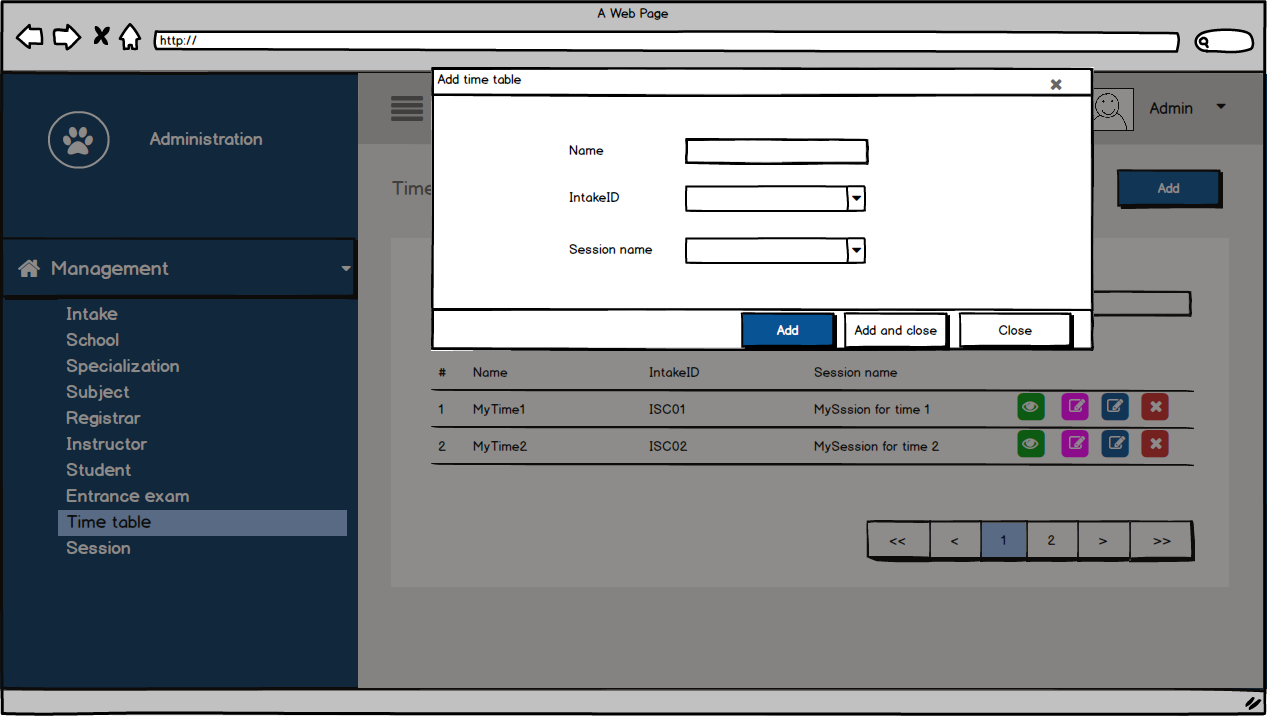 A Web Page
http://
Add time table
Administration
Admin
Name
Time
Add
IntakeID
Session name
Management
Add
Add and close
Close
Intake
School
Specialization
Subject
Registrar
Instructor
Student
Entrance exam
Time table
Session
# Name IntakeID Session name
1 MyTime1 ISC01 MySssion for time 1
2 MyTime2 ISC02 MySession for time 2
<< < 1 2 > >>